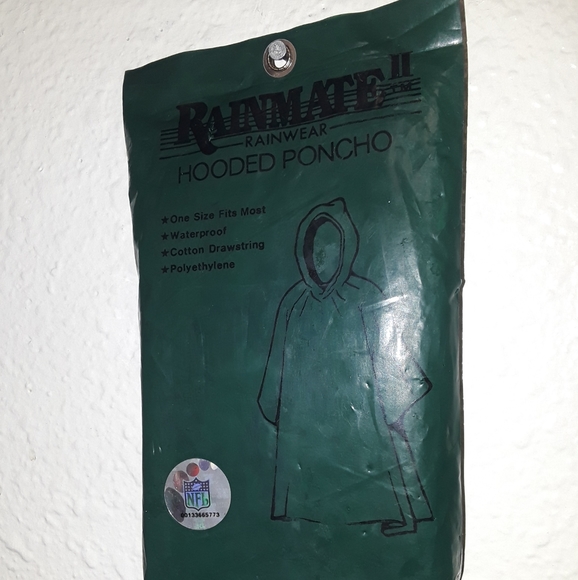 RAINMATE II
RAINWEAR
HOODED PONCHO
★One Size Fits Most
★Waterproof
★Cotton Drawstring
★Polyethylene
NFL